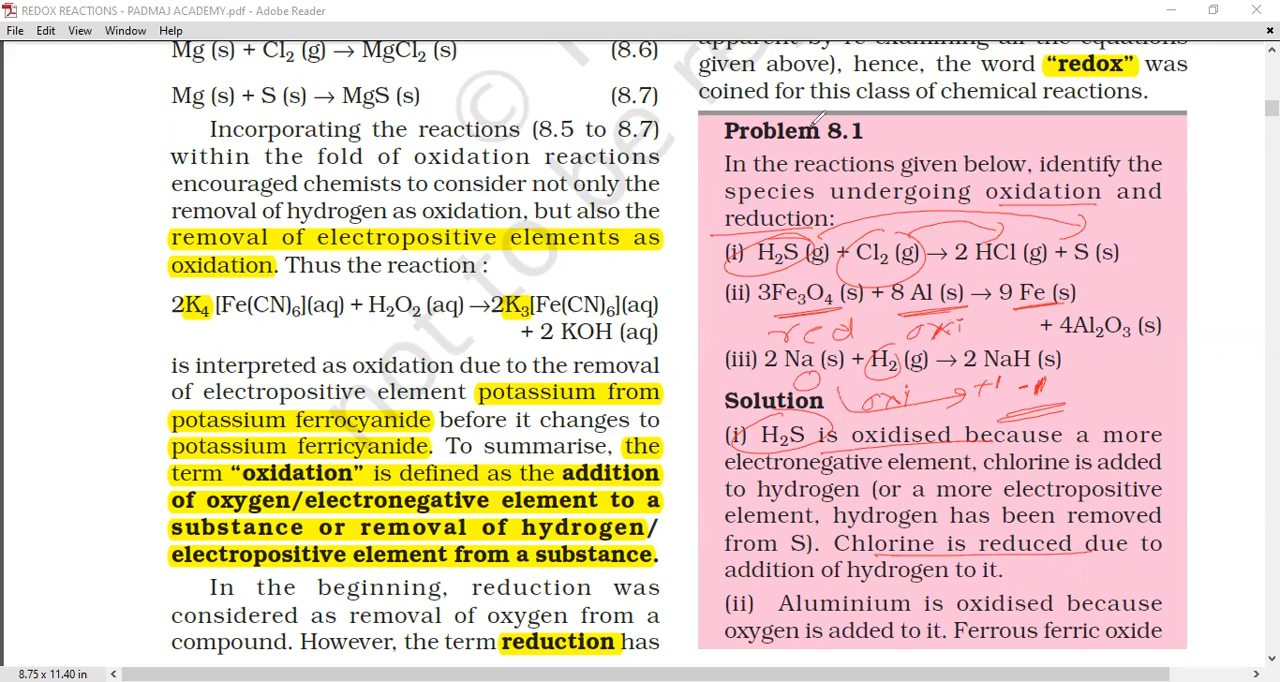 REDOX REACTIONS - PADMAJ ACADEMY.pdf - Adobe Reader
File Edit View Window Help
Mg (s) + Cl₂ (g) → MgCl₂ (s) (8.6)
Mg (s) + S (s) → MgS (s) (8.7)
Incorporating the reactions (8.5 to 8.7)
within the fold of oxidation reactions
encouraged chemists to consider not only the
removal of hydrogen as oxidation, but also the
removal of electropositive elements as
oxidation. Thus the reaction :
2K₄ [Fe(CN)₆](aq) + H₂O₂ (aq) →2K₃[Fe(CN)₆](aq)
+ 2 KOH (aq)
is interpreted as oxidation due to the removal
of electropositive element potassium from
potassium ferrocyanide before it changes to
potassium ferricyanide. To summarise, the
term “oxidation” is defined as the addition
of oxygen/electronegative element to a
substance or removal of hydrogen/
electropositive element from a substance.
In the beginning, reduction was
considered as removal of oxygen from a
compound. However, the term reduction has
apparent by re-examining all the equations
given above), hence, the word “redox” was
coined for this class of chemical reactions.
Problem 8.1
In the reactions given below, identify the
species undergoing oxidation and
reduction:
(i) H₂S (g) + Cl₂ (g) → 2 HCl (g) + S (s)
(ii) 3Fe₃O₄ (s) + 8 Al (s) → 9 Fe (s)
red oxi + 4Al₂O₃ (s)
(iii) 2 Na (s) + H₂ (g) → 2 NaH (s)
0 oxi +1 -1
Solution
(i) H₂S is oxidised because a more
electronegative element, chlorine is added
to hydrogen (or a more electropositive
element, hydrogen has been removed
from S). Chlorine is reduced due to
addition of hydrogen to it.
(ii) Aluminium is oxidised because
oxygen is added to it. Ferrous ferric oxide
© not to be re
8.75 x 11.40 in